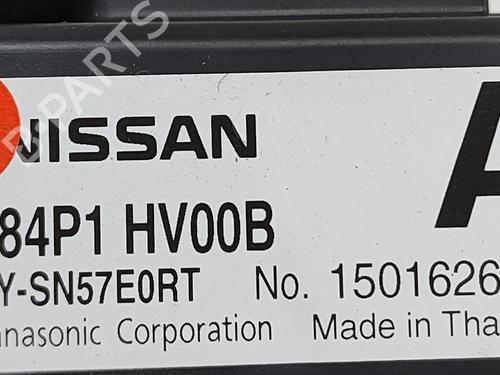 NISSAN
A
84P1 HV00B
Y-SN57E0RT No. 1501626
anasonic Corporation Made in Tha